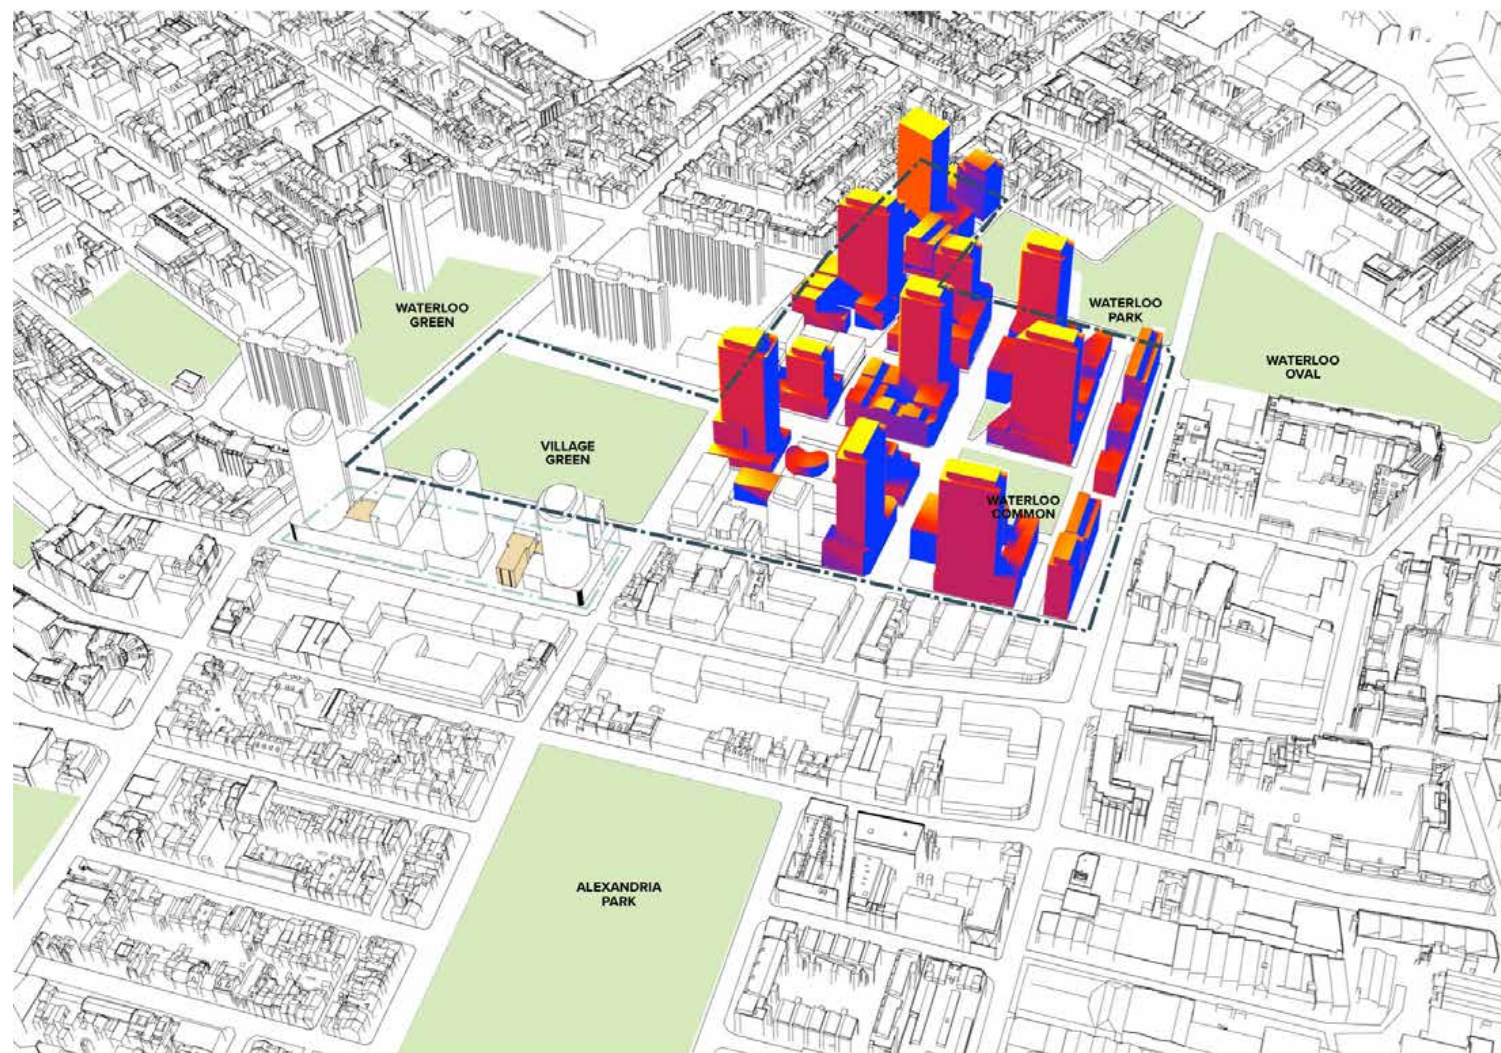 WATERLOO
GREEN
WATERLOO
PARK
WATERLOO
OVAL
VILLAGE
GREEN
WATERLOO
COMMON
ALEXANDRIA
PARK